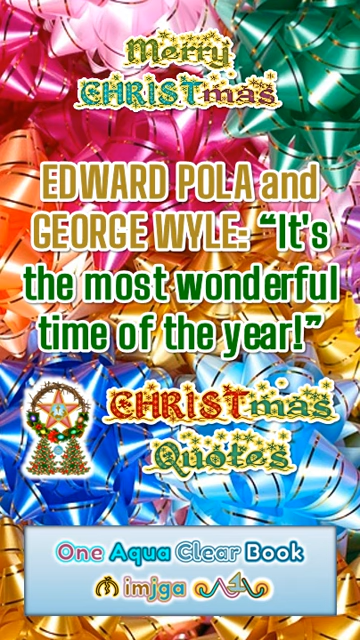 Merry
CHRISTmas
EDWARD POLA and
GEORGE WYLE: “It's
the most wonderful
time of the year!”
CHRISTmas
Quotes
One Aqua Clear Book
imjga